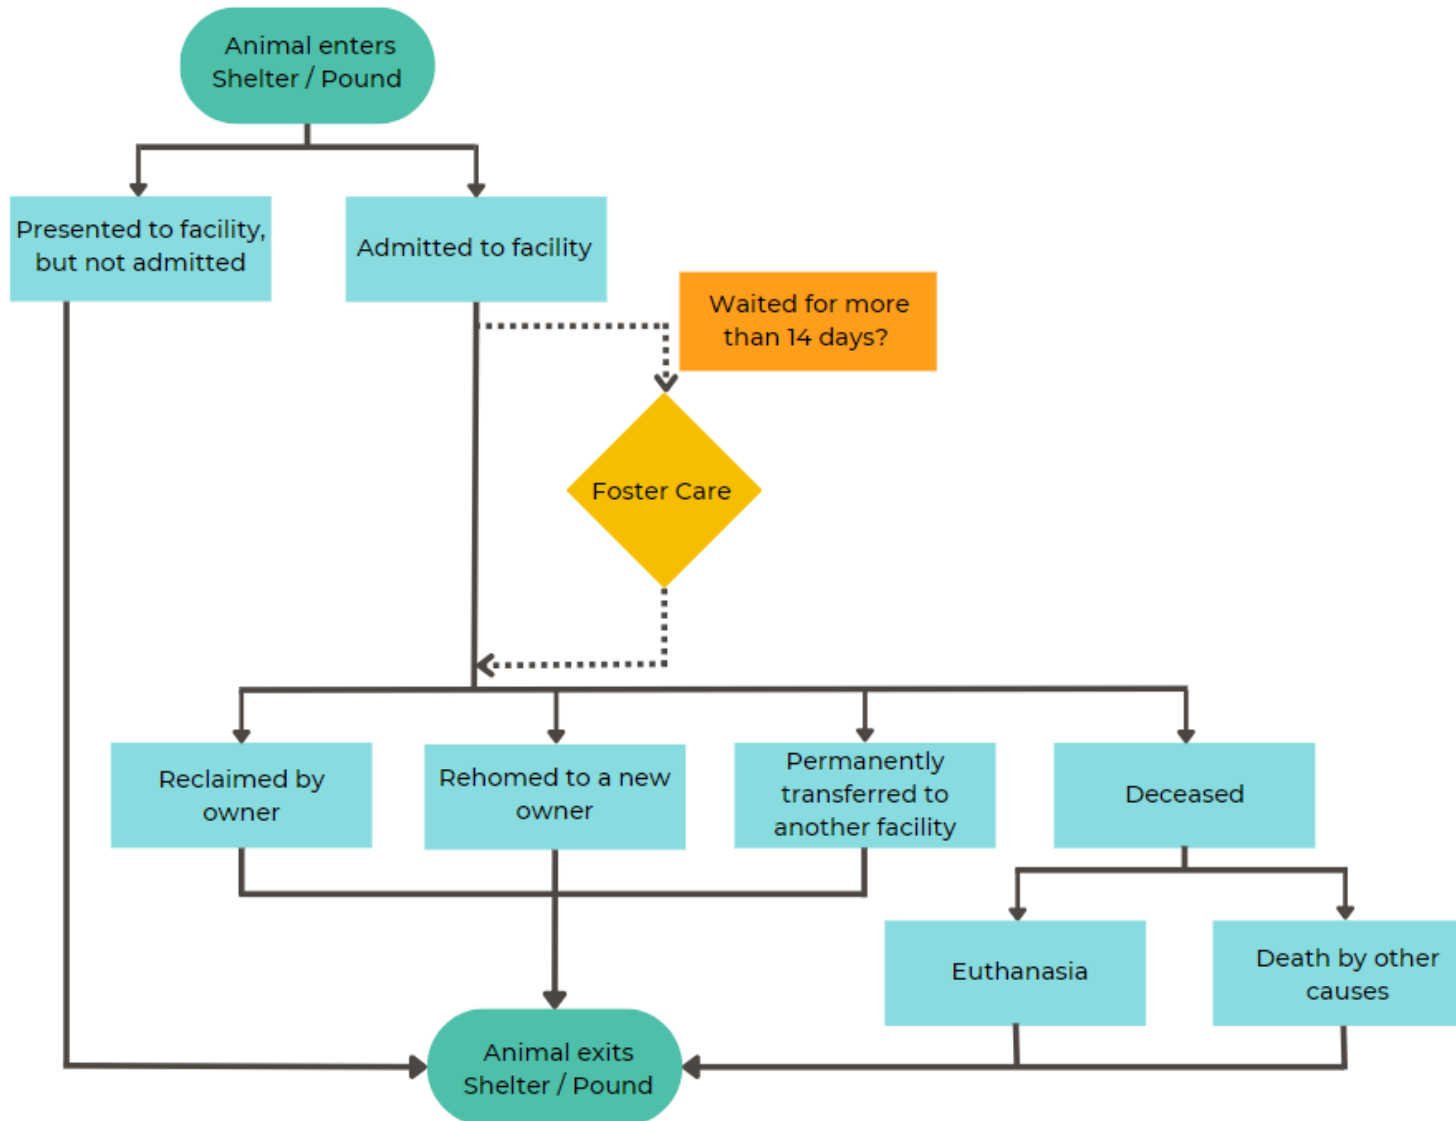 Animal enters
Shelter / Pound
Presented to facility,
but not admitted
Admitted to facility
Waited for more
than 14 days?
Foster Care
Reclaimed by
owner
Rehomed to a new
owner
Permanently
transferred to
another facility
Deceased
Euthanasia
Death by other
causes
Animal exits
Shelter / Pound